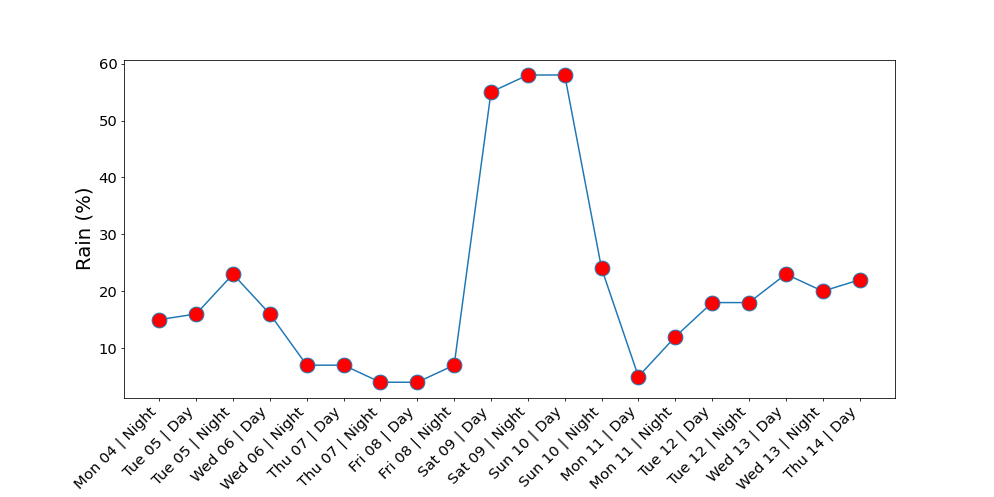 60
50
40
30
20
10
Rain (%)
Mon 04 | Night
Tue 05 | Day
Tue 05 | Night
Wed 06 | Day
Wed 06 | Night
Thu 07 | Day
Thu 07 | Night
Fri 08 | Day
Fri 08 | Night
Sat 09 | Day
Sat 09 | Night
Sun 10 | Day
Sun 10 | Night
Mon 11 | Day
Mon 11 | Night
Tue 12 | Day
Tue 12 | Night
Wed 13 | Day
Wed 13 | Night
Thu 14 | Day